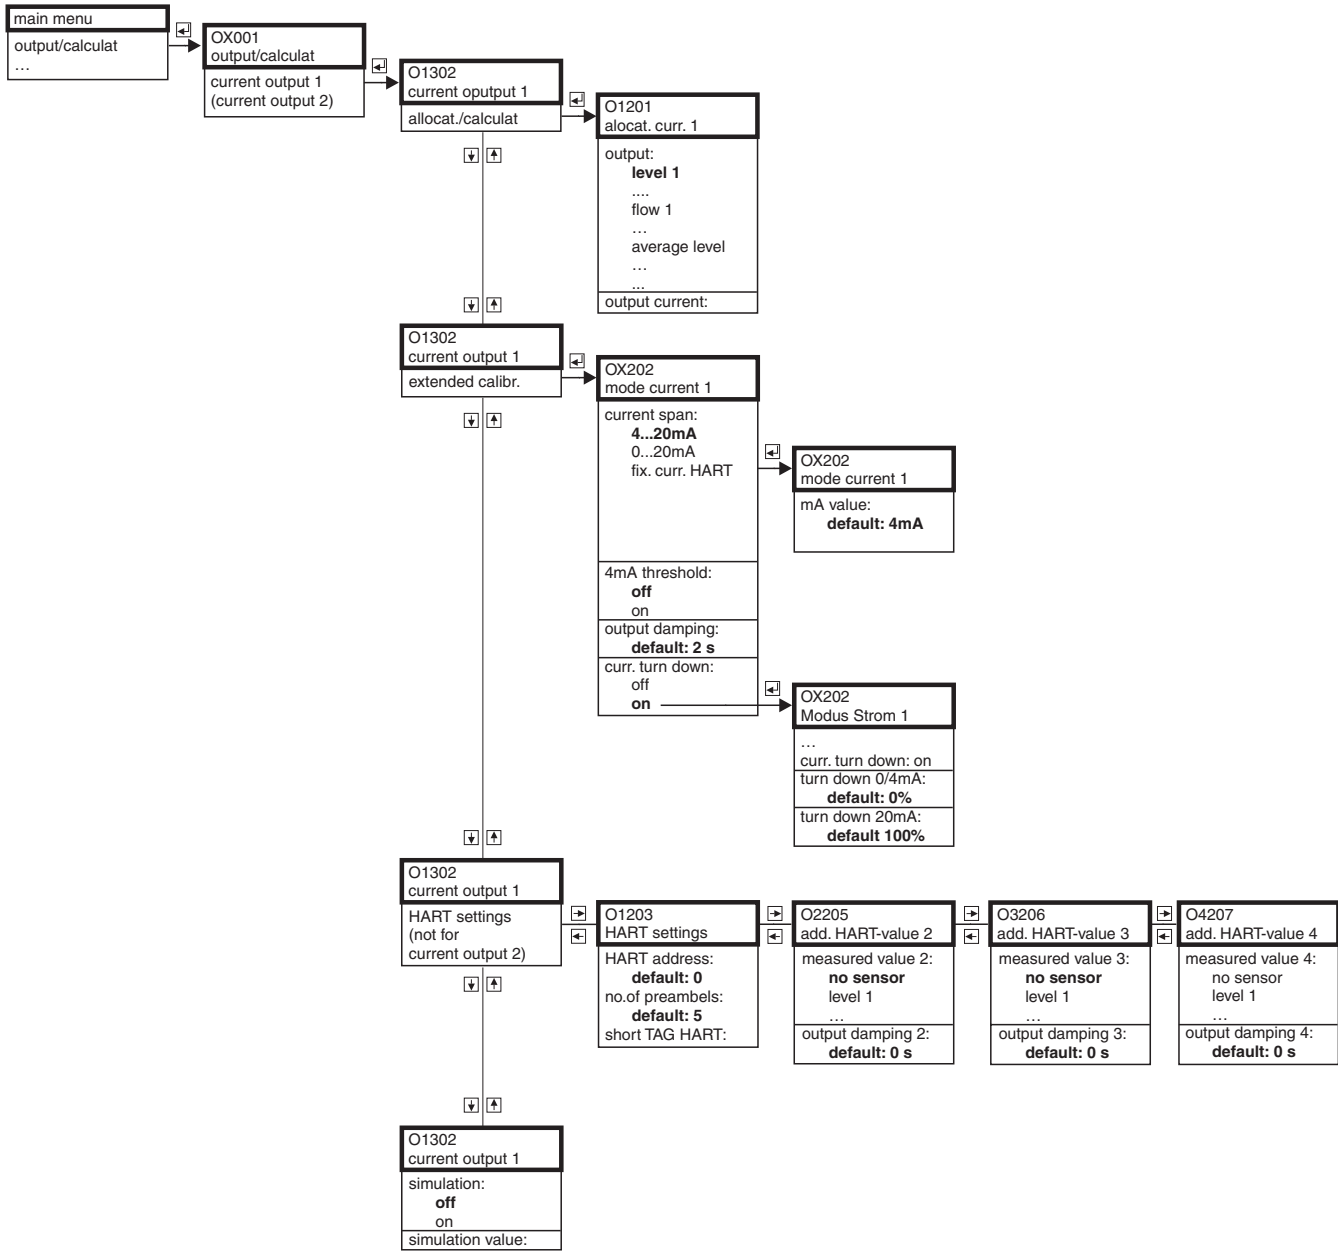 main menu
output/calculat
…
OX001
output/calculat
current output 1
(current output 2)
O1302
current oputput 1
allocat./calculat
O1201
alocat. curr. 1
output:
level 1
....
flow 1
…
average level
…
...
output current:
O1302
current output 1
extended calibr.
OX202
mode current 1
current span:
4...20mA
0...20mA
fix. curr. HART
4mA threshold:
off
on
output damping:
default: 2 s
curr. turn down:
off
on
OX202
mode current 1
mA value:
default: 4mA
OX202
Modus Strom 1
…
curr. turn down: on
turn down 0/4mA:
default: 0%
turn down 20mA:
default 100%
O1302
current output 1
HART settings
(not for
current output 2)
O1203
HART settings
HART address:
default: 0
no.of preambels:
default: 5
short TAG HART:
O2205
add. HART-value 2
measured value 2:
no sensor
level 1
…
output damping 2:
default: 0 s
O3206
add. HART-value 3
measured value 3:
no sensor
level 1
…
output damping 3:
default: 0 s
O4207
add. HART-value 4
measured value 4:
no sensor
level 1
…
output damping 4:
default: 0 s
O1302
current output 1
simulation:
off
on
simulation value: